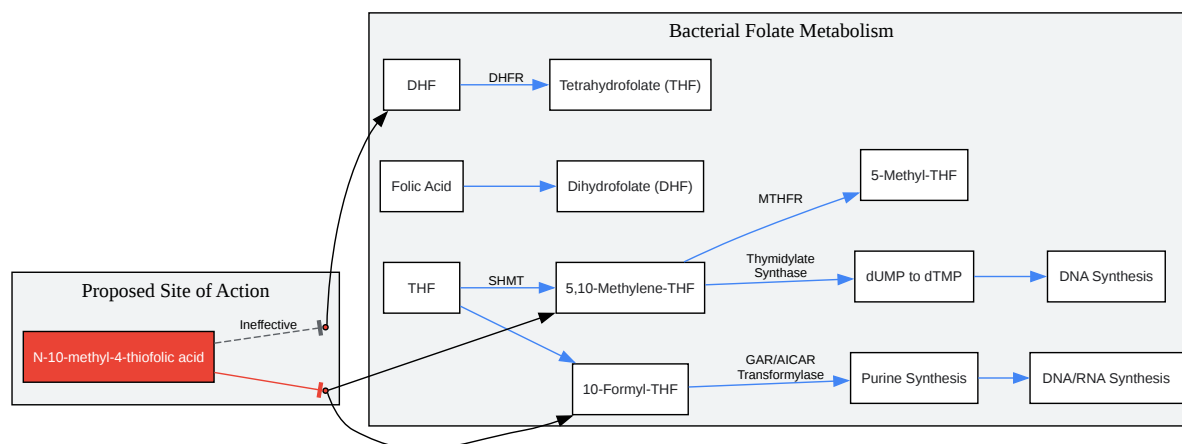 Bacterial Folate Metabolism
DHF
DHFR
Tetrahydrofolate (THF)
Folic Acid
Dihydrofolate (DHF)
5-Methyl-THF
MTHFR
THF
SHMT
5,10-Methylene-THF
Thymidylate
Synthase
dUMP to dTMP
DNA Synthesis
10-Formyl-THF
GAR/AICAR
Transformylase
Purine Synthesis
DNA/RNA Synthesis
Proposed Site of Action
Ineffective
N-10-methyl-4-thiofolic acid